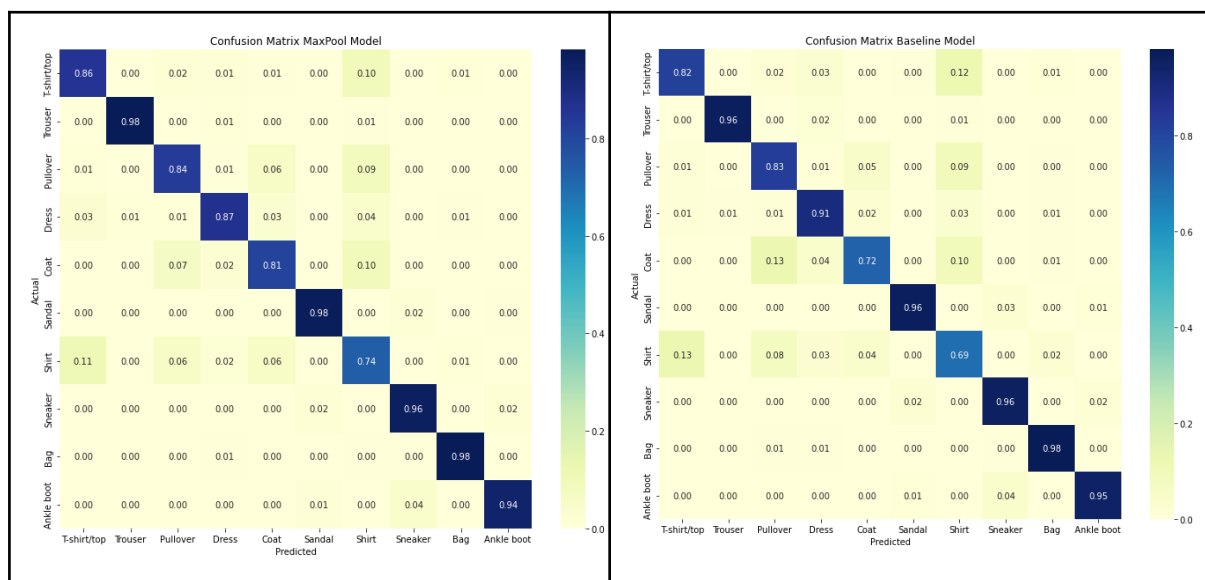 Confusion Matrix MaxPool Model
Actual
T-shirt/top 0.86 0.00 0.02 0.01 0.01 0.00 0.10 0.00 0.01 0.00
Trouser 0.00 0.98 0.00 0.01 0.00 0.00 0.01 0.00 0.00 0.00
Pullover 0.01 0.00 0.84 0.01 0.06 0.00 0.09 0.00 0.00 0.00
Dress 0.03 0.01 0.01 0.87 0.03 0.00 0.04 0.00 0.01 0.00
Coat 0.00 0.00 0.07 0.02 0.81 0.00 0.10 0.00 0.00 0.00
Sandal 0.00 0.00 0.00 0.00 0.00 0.98 0.00 0.02 0.00 0.00
Shirt 0.11 0.00 0.06 0.02 0.06 0.00 0.74 0.00 0.01 0.00
Sneaker 0.00 0.00 0.00 0.00 0.00 0.02 0.00 0.96 0.00 0.02
Bag 0.00 0.00 0.00 0.01 0.00 0.00 0.00 0.00 0.98 0.00
Ankle boot 0.00 0.00 0.00 0.00 0.00 0.01 0.00 0.04 0.00 0.94
T-shirt/top Trouser Pullover Dress Coat Sandal Shirt Sneaker Bag Ankle boot
Predicted
0.8
0.6
0.4
0.2
0.0
Confusion Matrix Baseline Model
Actual
T-shirt/top 0.82 0.00 0.02 0.03 0.00 0.00 0.12 0.00 0.01 0.00
Trouser 0.00 0.96 0.00 0.02 0.00 0.00 0.01 0.00 0.00 0.00
Pullover 0.01 0.00 0.83 0.01 0.05 0.00 0.09 0.00 0.00 0.00
Dress 0.01 0.01 0.01 0.91 0.02 0.00 0.03 0.00 0.01 0.00
Coat 0.00 0.00 0.13 0.04 0.72 0.00 0.10 0.00 0.01 0.00
Sandal 0.00 0.00 0.00 0.00 0.00 0.96 0.00 0.03 0.00 0.01
Shirt 0.13 0.00 0.08 0.03 0.04 0.00 0.69 0.00 0.02 0.00
Sneaker 0.00 0.00 0.00 0.00 0.00 0.02 0.00 0.96 0.00 0.02
Bag 0.00 0.00 0.01 0.01 0.00 0.00 0.00 0.00 0.98 0.00
Ankle boot 0.00 0.00 0.00 0.00 0.00 0.01 0.00 0.04 0.00 0.95
T-shirt/top Trouser Pullover Dress Coat Sandal Shirt Sneaker Bag Ankle boot
Predicted
0.8
0.6
0.4
0.2
0.0